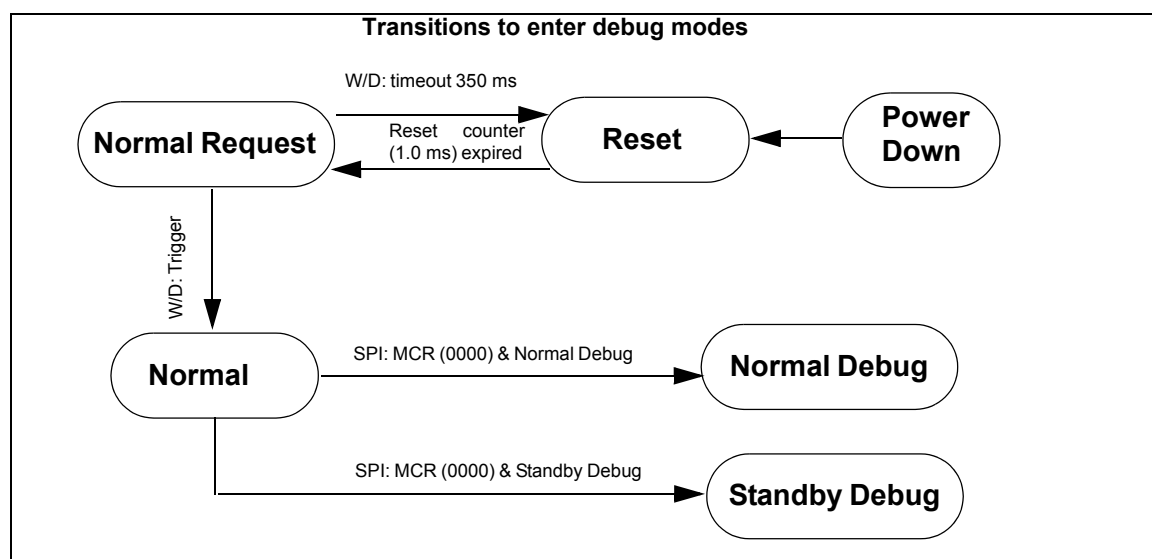 Transitions to enter debug modes
W/D: timeout 350 ms
Normal Request
Reset counter
(1.0 ms) expired
Reset
Power
Down
W/D: Trigger
Normal
SPI: MCR (0000) & Normal Debug
Normal Debug
SPI: MCR (0000) & Standby Debug
Standby Debug